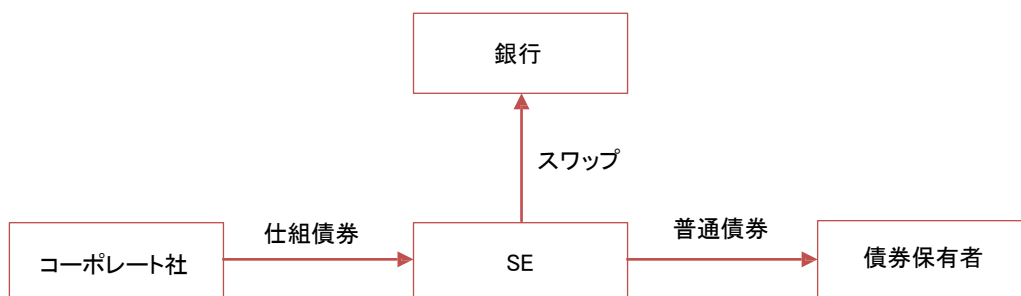 銀行
スワップ
仕組債券
普通債券
コーポレート社
SE
債券保有者